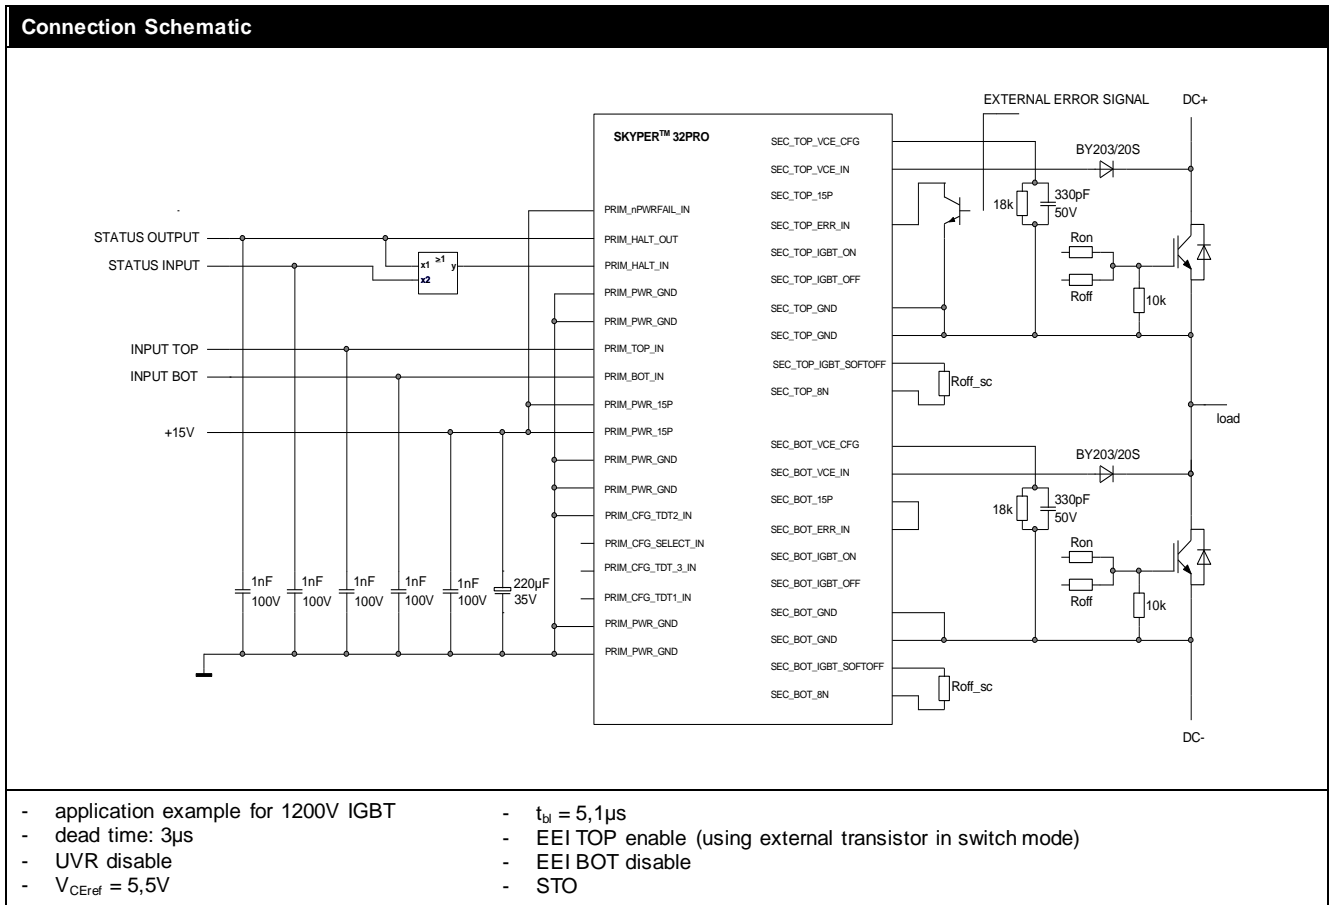 Connection Schematic
EXTERNAL ERROR SIGNAL
DC+
SKYPER™ 32PRO
STATUS OUTPUT
STATUS INPUT
INPUT TOP
INPUT BOT
+15V
x1
≥1
y
x2
PRIM_nPWRFAIL_IN
PRIM_HALT_OUT
PRIM_HALT_IN
PRIM_PWR_GND
PRIM_PWR_GND
PRIM_TOP_IN
PRIM_BOT_IN
PRIM_PWR_15P
PRIM_PWR_15P
PRIM_PWR_GND
PRIM_PWR_GND
PRIM_CFG_TDT2_IN
PRIM_CFG_SELECT_IN
PRIM_CFG_TDT_3_IN
PRIM_CFG_TDT1_IN
PRIM_PWR_GND
PRIM_PWR_GND
1nF
100V
1nF
100V
1nF
100V
1nF
100V
1nF
100V
220µF
35V
SEC_TOP_VCE_CFG
SEC_TOP_VCE_IN
SEC_TOP_15P
SEC_TOP_ERR_IN
SEC_TOP_IGBT_ON
SEC_TOP_IGBT_OFF
SEC_TOP_GND
SEC_TOP_GND
SEC_TOP_IGBT_SOFTOFF
SEC_TOP_8N
SEC_BOT_VCE_CFG
SEC_BOT_VCE_IN
SEC_BOT_15P
SEC_BOT_ERR_IN
SEC_BOT_IGBT_ON
SEC_BOT_IGBT_OFF
SEC_BOT_GND
SEC_BOT_GND
SEC_BOT_IGBT_SOFTOFF
SEC_BOT_8N
BY203/20S
18k
330pF
50V
Ron
Roff
10k
Roff_sc
load
BY203/20S
18k
330pF
50V
Ron
Roff
10k
Roff_sc
DC-
- application example for 1200V IGBT
- dead time: 3µs
- UVR disable
- VCEref = 5,5V
- tbl = 5,1µs
- EEI TOP enable (using external transistor in switch mode)
- EEI BOT disable
- STO